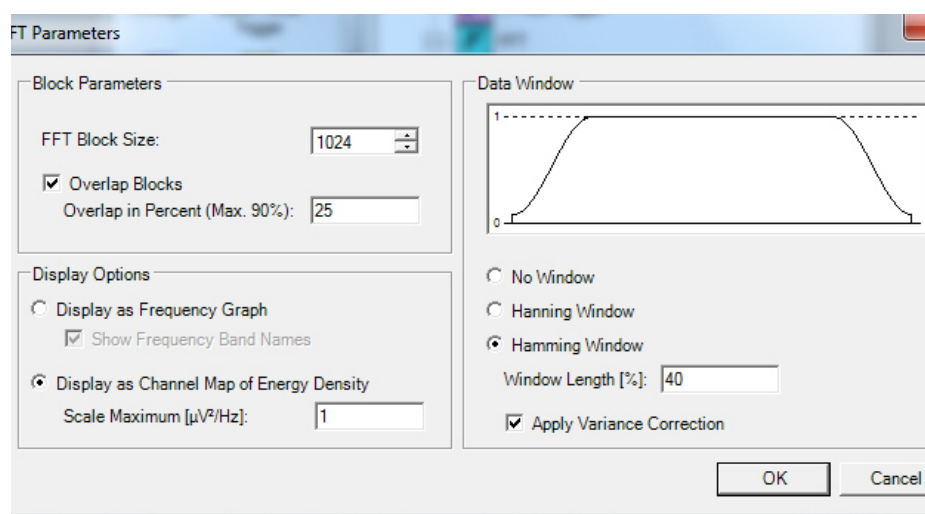 FT Parameters
Block Parameters
FFT Block Size:
1024
Overlap Blocks
Overlap in Percent (Max. 90%):
25
Display Options
Display as Frequency Graph
Show Frequency Band Names
Display as Channel Map of Energy Density
Scale Maximum [µV²/Hz]:
1
Data Window
1
0
No Window
Hanning Window
Hamming Window
Window Length [%]:
40
Apply Variance Correction
OK
Cancel